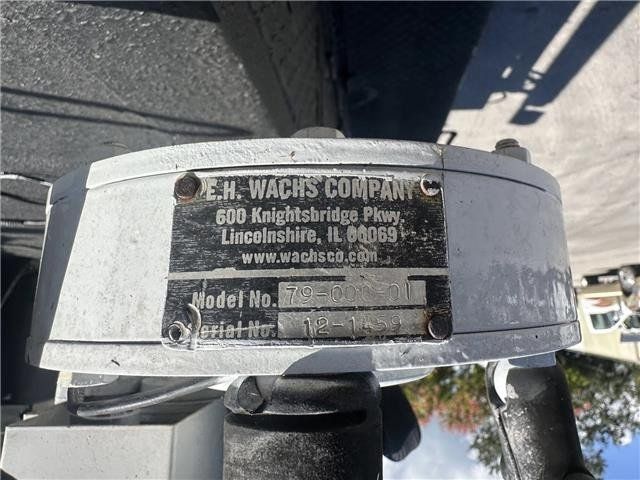 E.H. WACHS COMPANY
600 Knightsbridge Pkwy.
Lincolnshire, IL 60069
www.wachsco.com
Model No. 79-001-01
Serial No. 12-1459